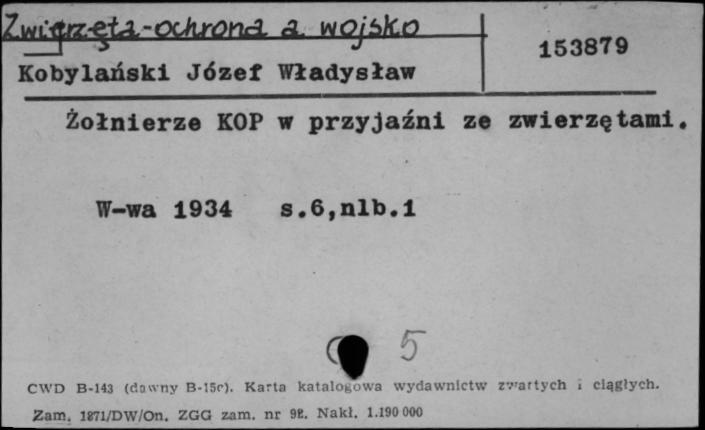 Zwierzęta-ochrona a wojsko
153879
Kobylański Józef Władysław
Żołnierze KOP w przyjaźni ze zwierzętami.
W-wa 1934 s.6,nlb.1
5
CWD B-143 (dawny B-15c). Karta katalogowa wydawnictw zwartych i ciągłych.
Zam. 1871/DW/On. ZGG zam. nr 98. Nakł. 1.190 000